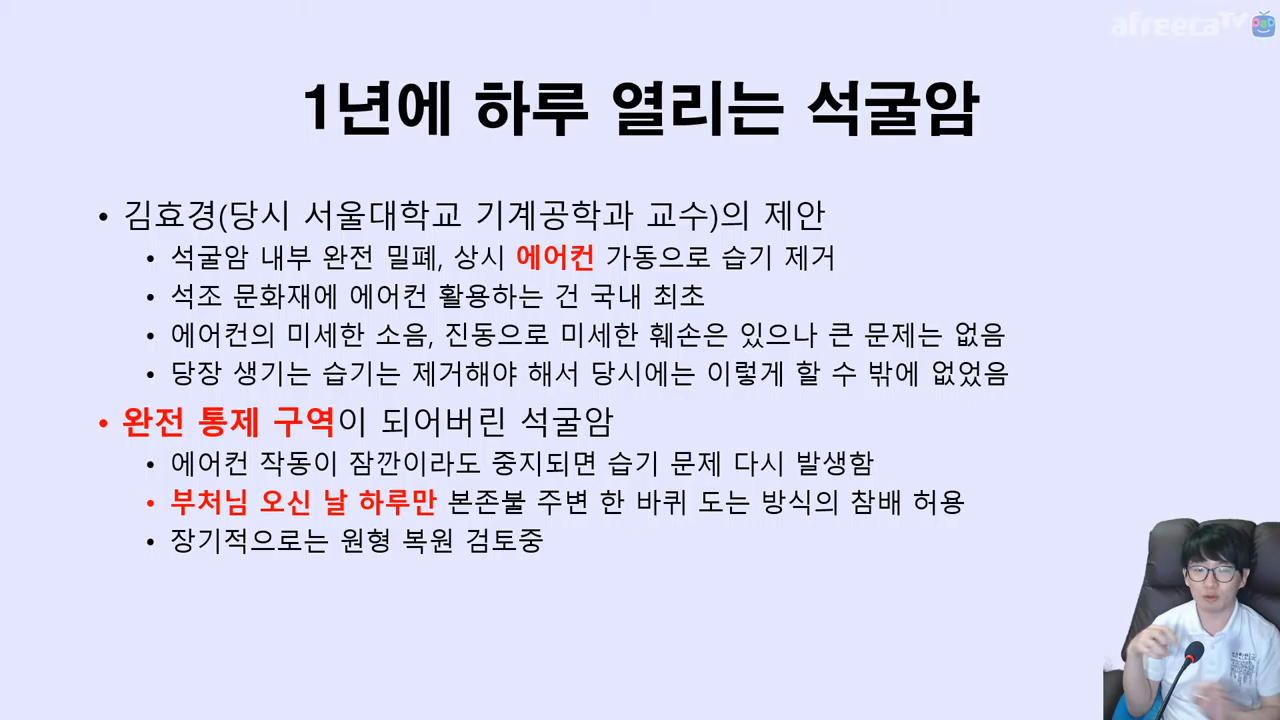 afreecaTV
1년에 하루 열리는 석굴암
• 김효경(당시 서울대학교 기계공학과 교수)의 제안
• 석굴암 내부 완전 밀폐, 상시 에어컨 가동으로 습기 제거
• 석조 문화재에 에어컨 활용하는 건 국내 최초
• 에어컨의 미세한 소음, 진동으로 미세한 훼손은 있으나 큰 문제는 없음
• 당장 생기는 습기는 제거해야 해서 당시에는 이렇게 할 수 밖에 없었음
• 완전 통제 구역이 되어버린 석굴암
• 에어컨 작동이 잠깐이라도 중지되면 습기 문제 다시 발생함
• 부처님 오신 날 하루만 본존불 주변 한 바퀴 도는 방식의 참배 허용
• 장기적으로는 원형 복원 검토중